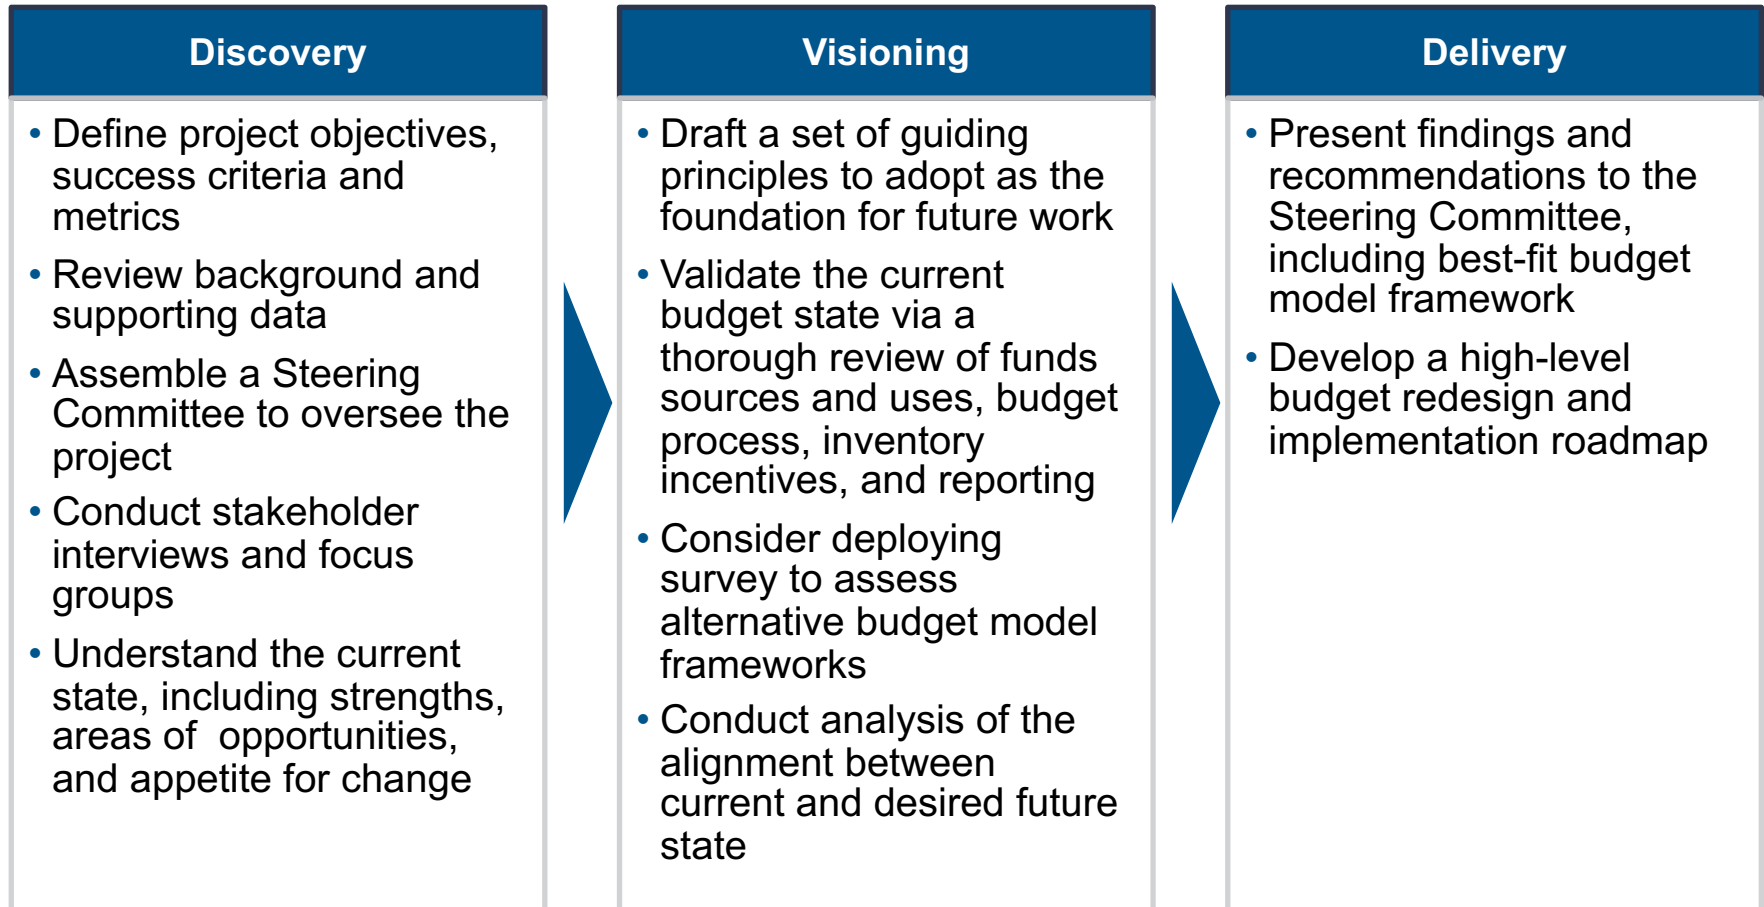 Discovery
• Define project objectives,
success criteria and
metrics
• Review background and
supporting data
• Assemble a Steering
Committee to oversee the
project
• Conduct stakeholder
interviews and focus
groups
• Understand the current
state, including strengths,
areas of  opportunities,
and appetite for change
Visioning
• Draft a set of guiding
principles to adopt as the
foundation for future work
• Validate the current
budget state via a
thorough review of funds
sources and uses, budget
process, inventory
incentives, and reporting
• Consider deploying
survey to assess
alternative budget model
frameworks
• Conduct analysis of the
alignment between
current and desired future
state
Delivery
• Present findings and
recommendations to the
Steering Committee,
including best-fit budget
model framework
• Develop a high-level
budget redesign and
implementation roadmap